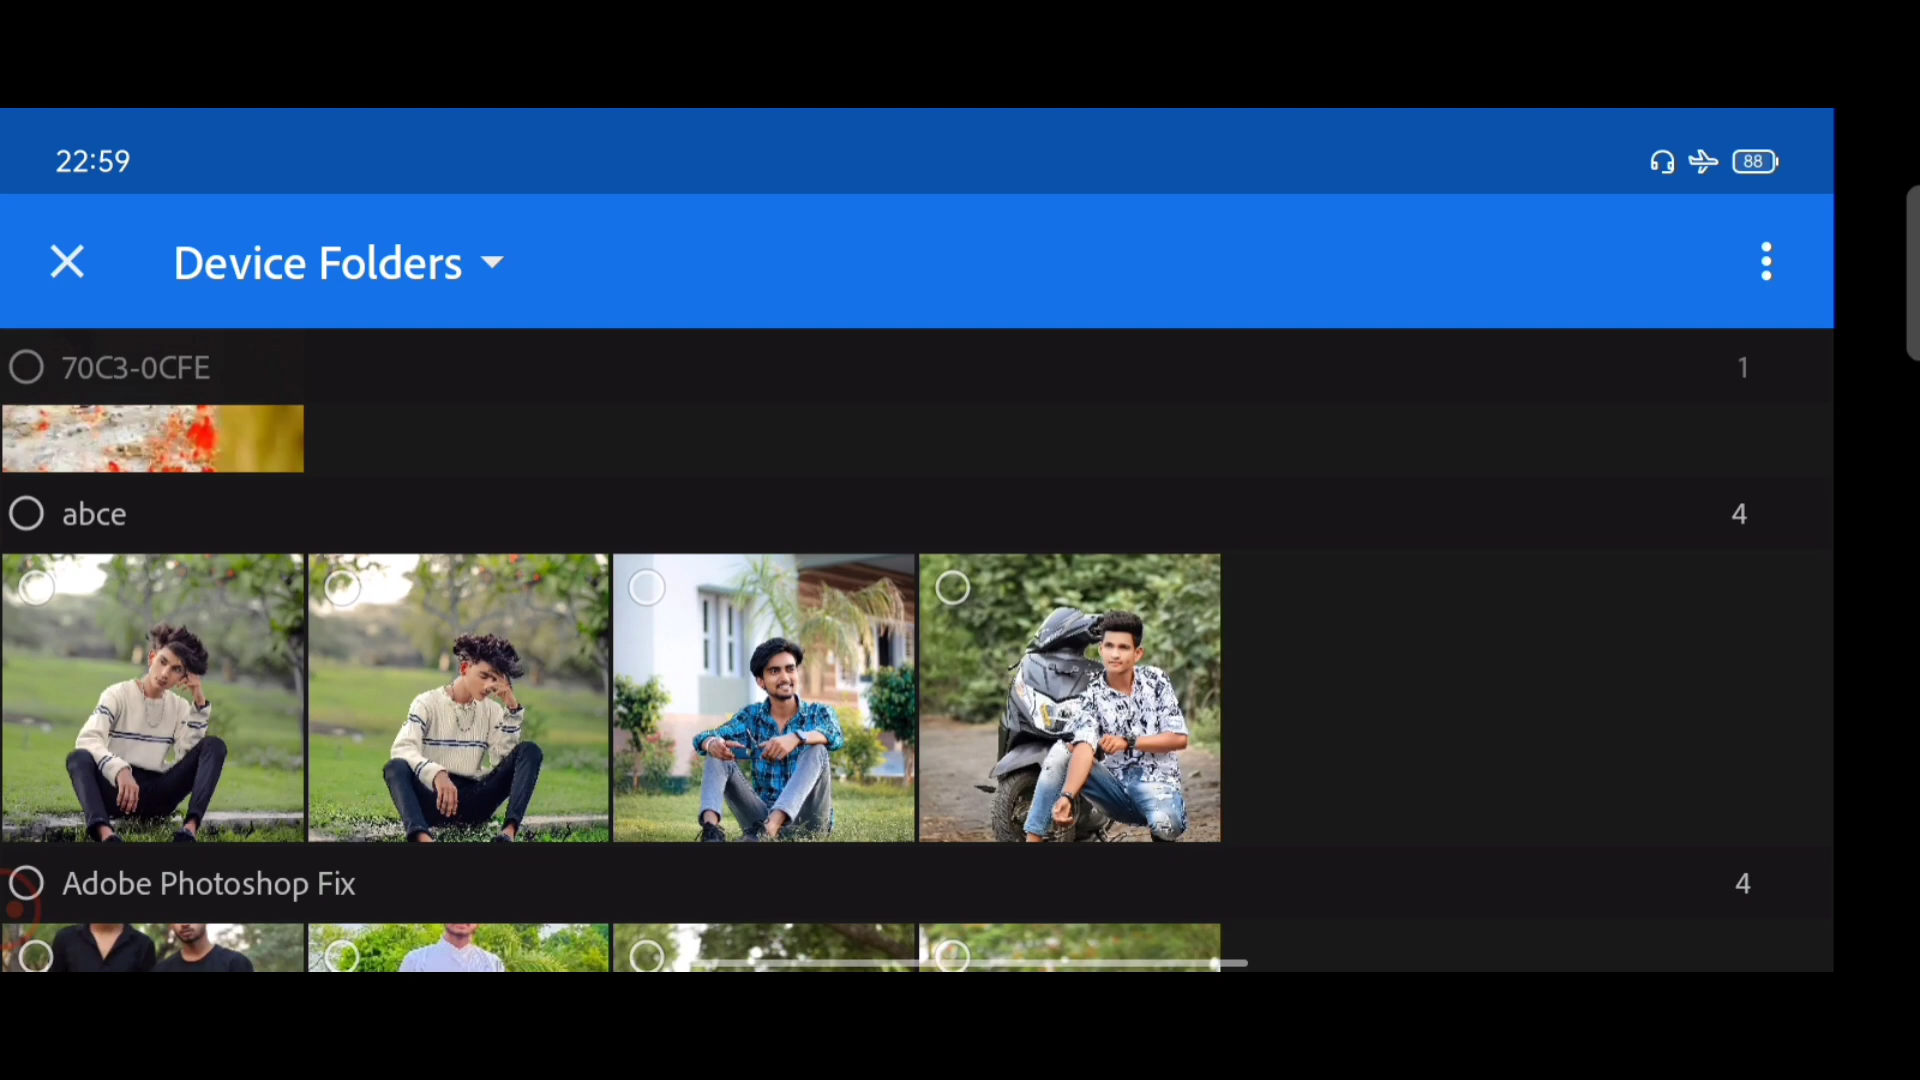 22:59
88
Device Folders
70C3-0CFE
1
abce
4
Adobe Photoshop Fix
4